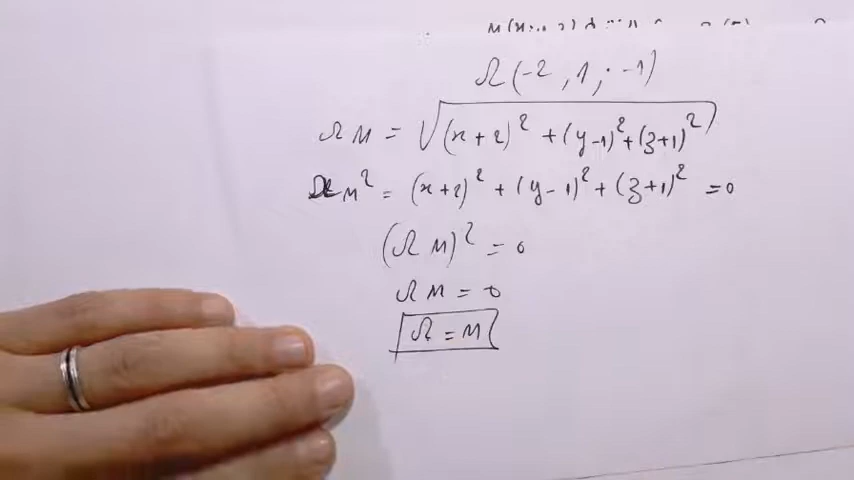 Ω(-2, 1, -1)
ΩM = √((x+2)² + (y-1)² + (z+1)²)
ΩM² = (x+2)² + (y-1)² + (z+1)² = 0
(ΩM)² = 0
ΩM = 0
Ω = M